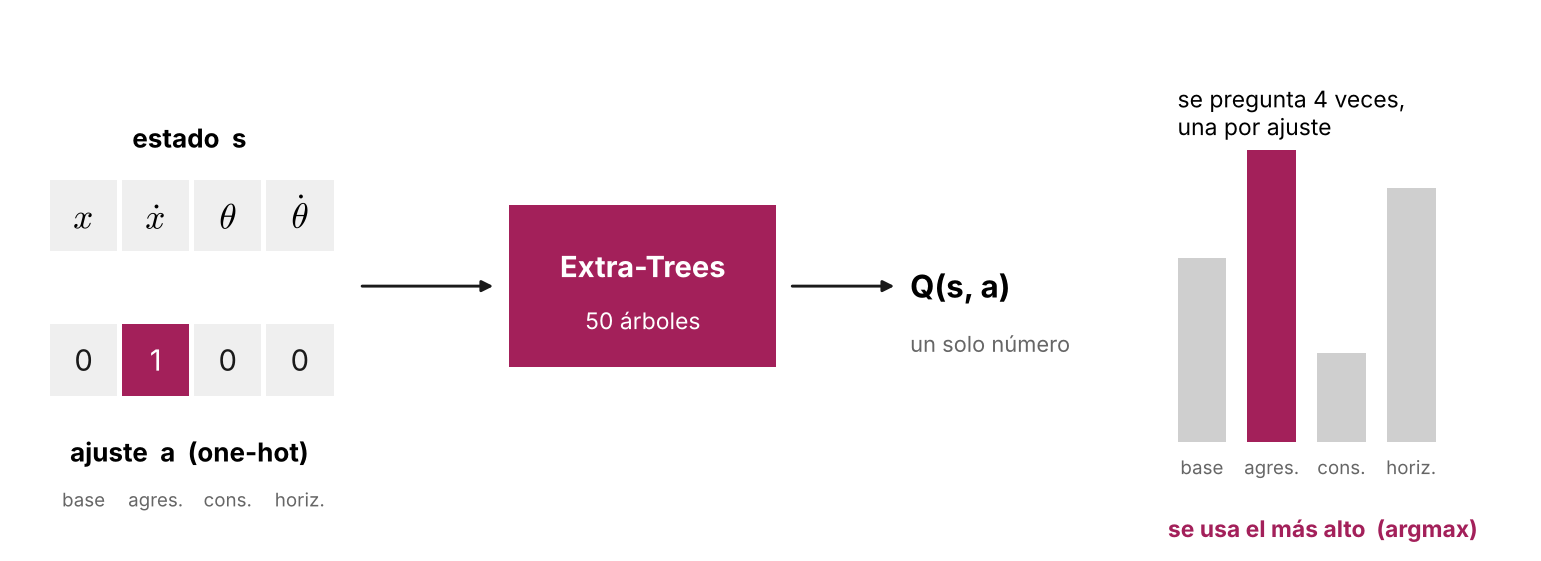 estado s
x ẋ θ θ̇
0 1 0 0
ajuste a (one-hot)
base agres. cons. horiz.
Extra-Trees
50 árboles
Q(s, a)
un solo número
se pregunta 4 veces,
una por ajuste
base agres. cons. horiz.
se usa el más alto (argmax)